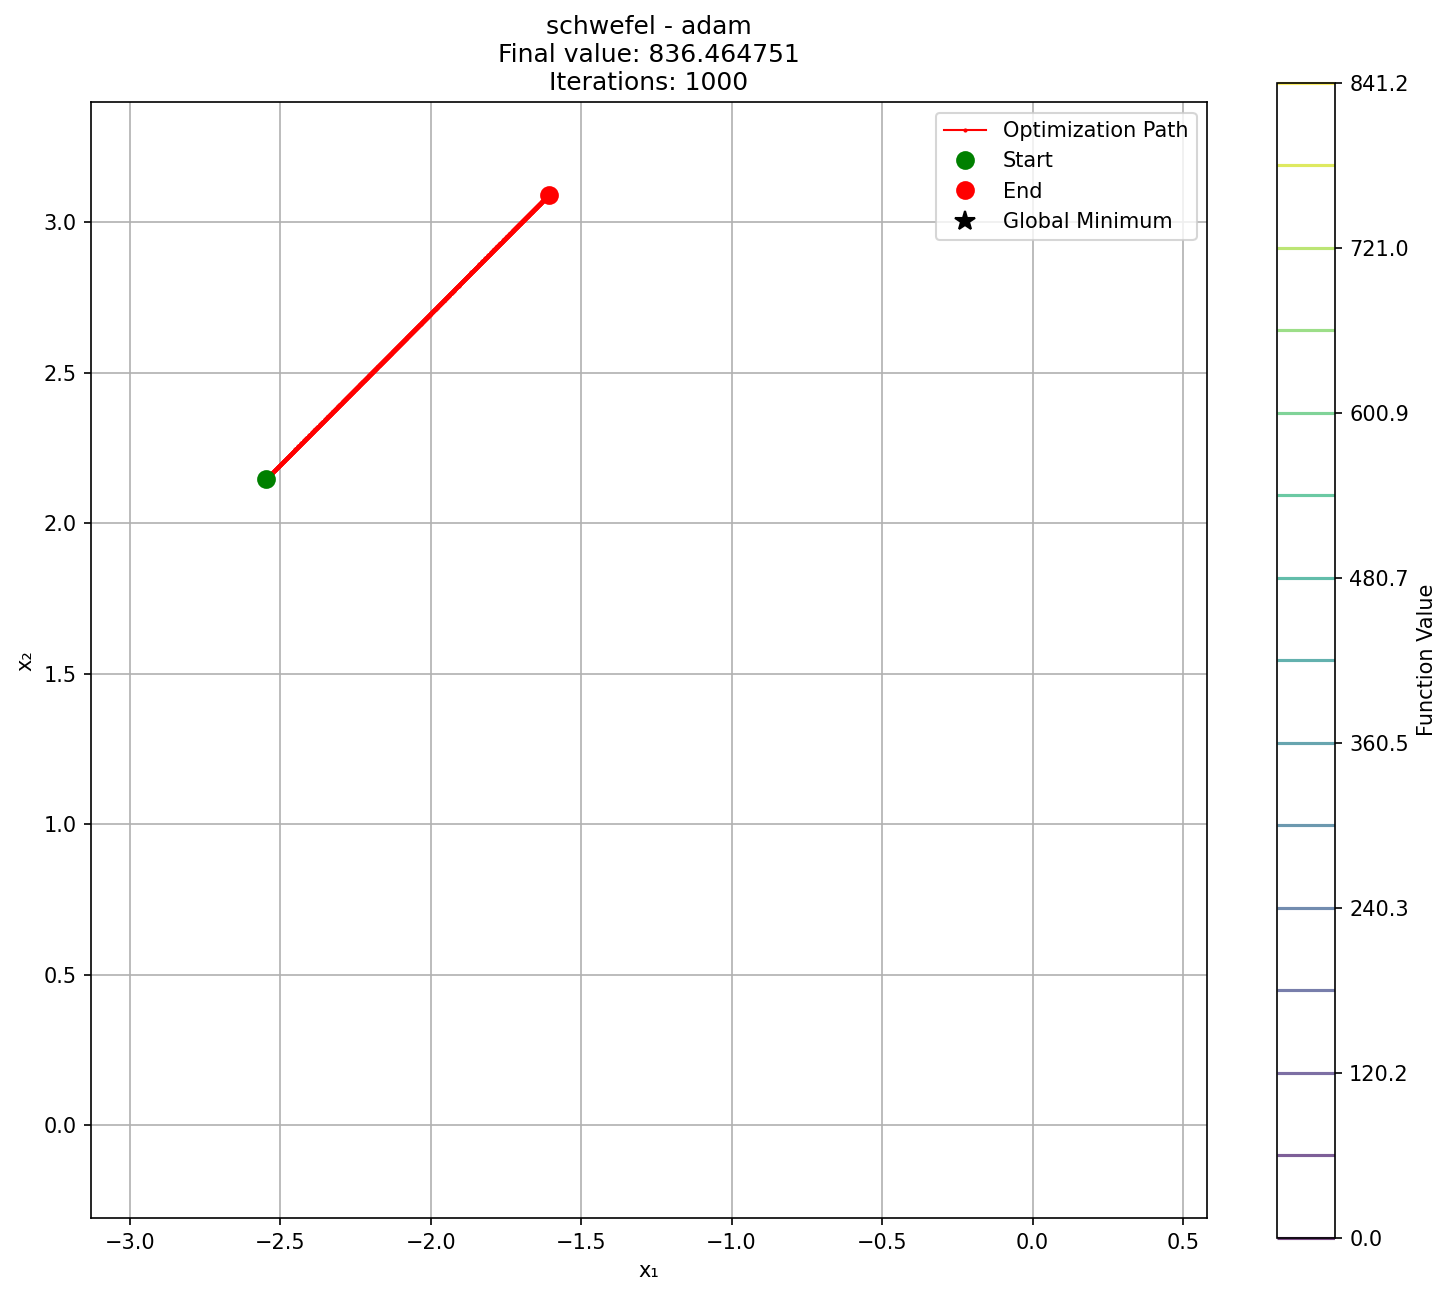 schwefel - adam
Final value: 836.464751
Iterations: 1000
Optimization Path
Start
End
Global Minimum
3.0
2.5
2.0
1.5
1.0
0.5
0.0
x₂
−3.0
−2.5
−2.0
−1.5
−1.0
−0.5
0.0
0.5
x₁
841.2
721.0
600.9
480.7
360.5
240.3
120.2
0.0
Function Value